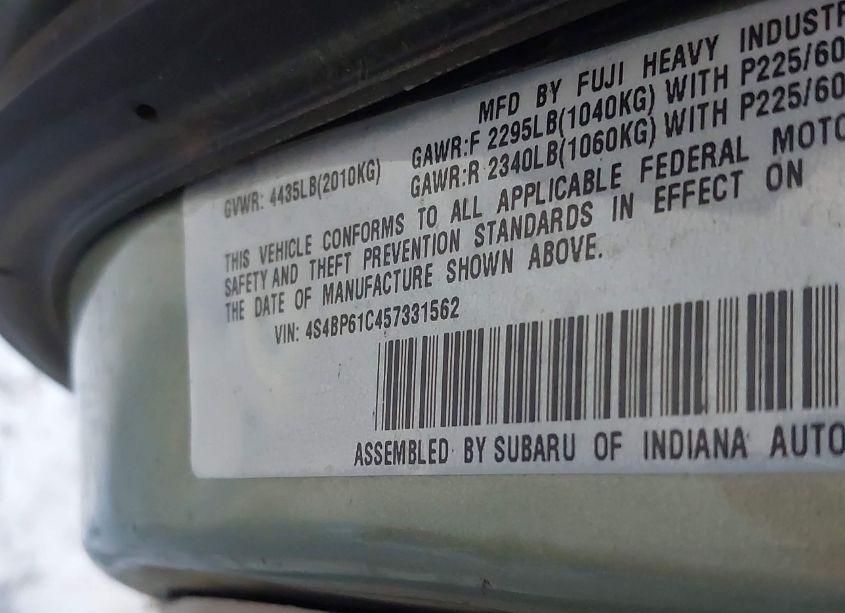 MFD BY FUJI HEAVY INDUSTR
GVWR: 4435LB(2010KG)
GAWR:F 2295LB(1040KG) WITH P225/60
GAWR:R 2340LB(1060KG) WITH P225/60
THIS VEHICLE CONFORMS TO ALL APPLICABLE FEDERAL MOTO
SAFETY AND THEFT PREVENTION STANDARDS IN EFFECT ON
THE DATE OF MANUFACTURE SHOWN ABOVE.
VIN: 4S4BP61C457331562
ASSEMBLED BY SUBARU OF INDIANA AUTO